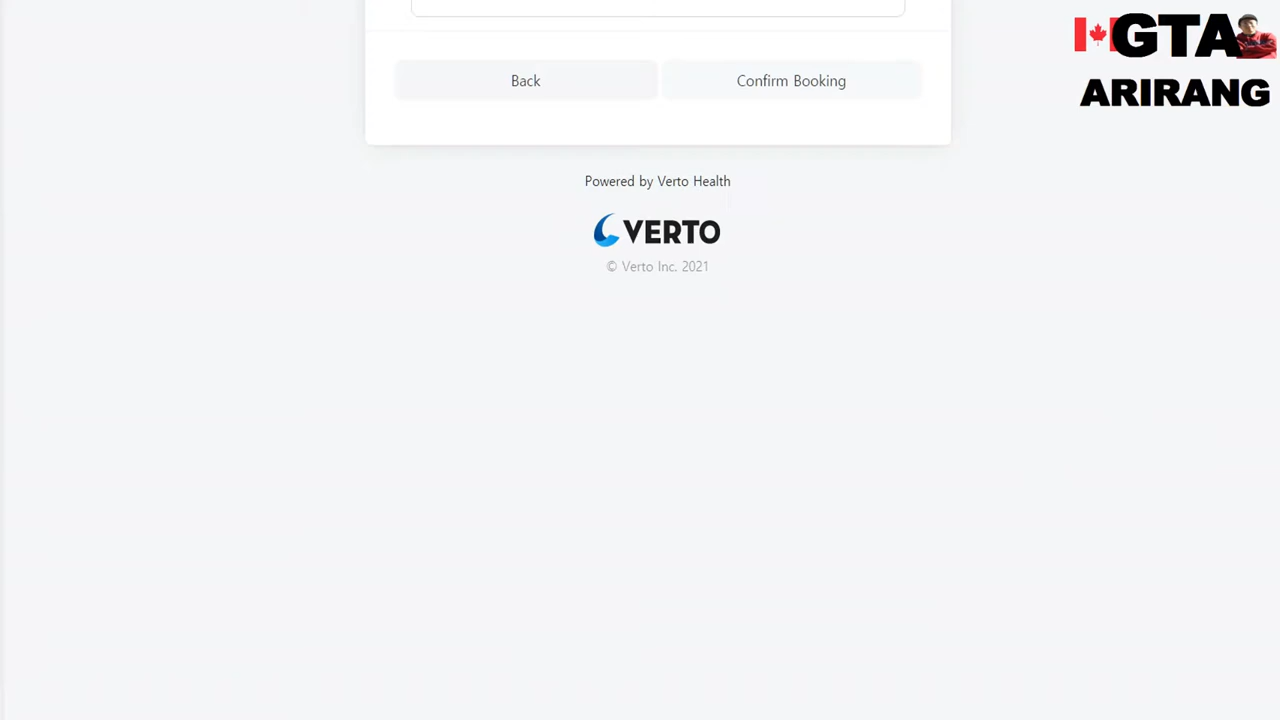 GTA
ARIRANG
Back
Confirm Booking
Powered by Verto Health
VERTO
© Verto Inc. 2021